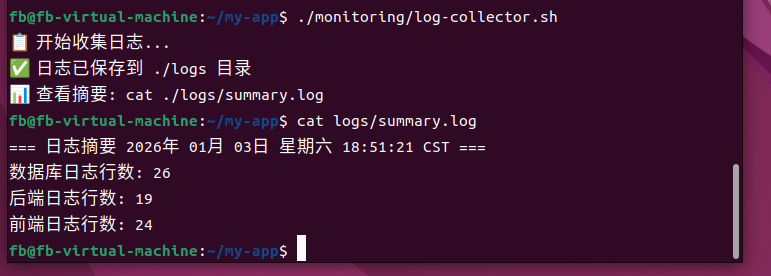 fb@fb-virtual-machine:~/my-app$ ./monitoring/log-collector.sh
📋 开始收集日志...
✅ 日志已保存到 ./logs 目录
📊 查看摘要: cat ./logs/summary.log
fb@fb-virtual-machine:~/my-app$ cat logs/summary.log
=== 日志摘要 2026年 01月 03日 星期六 18:51:21 CST ===
数据库日志行数: 26
后端日志行数: 19
前端日志行数: 24
fb@fb-virtual-machine:~/my-app$